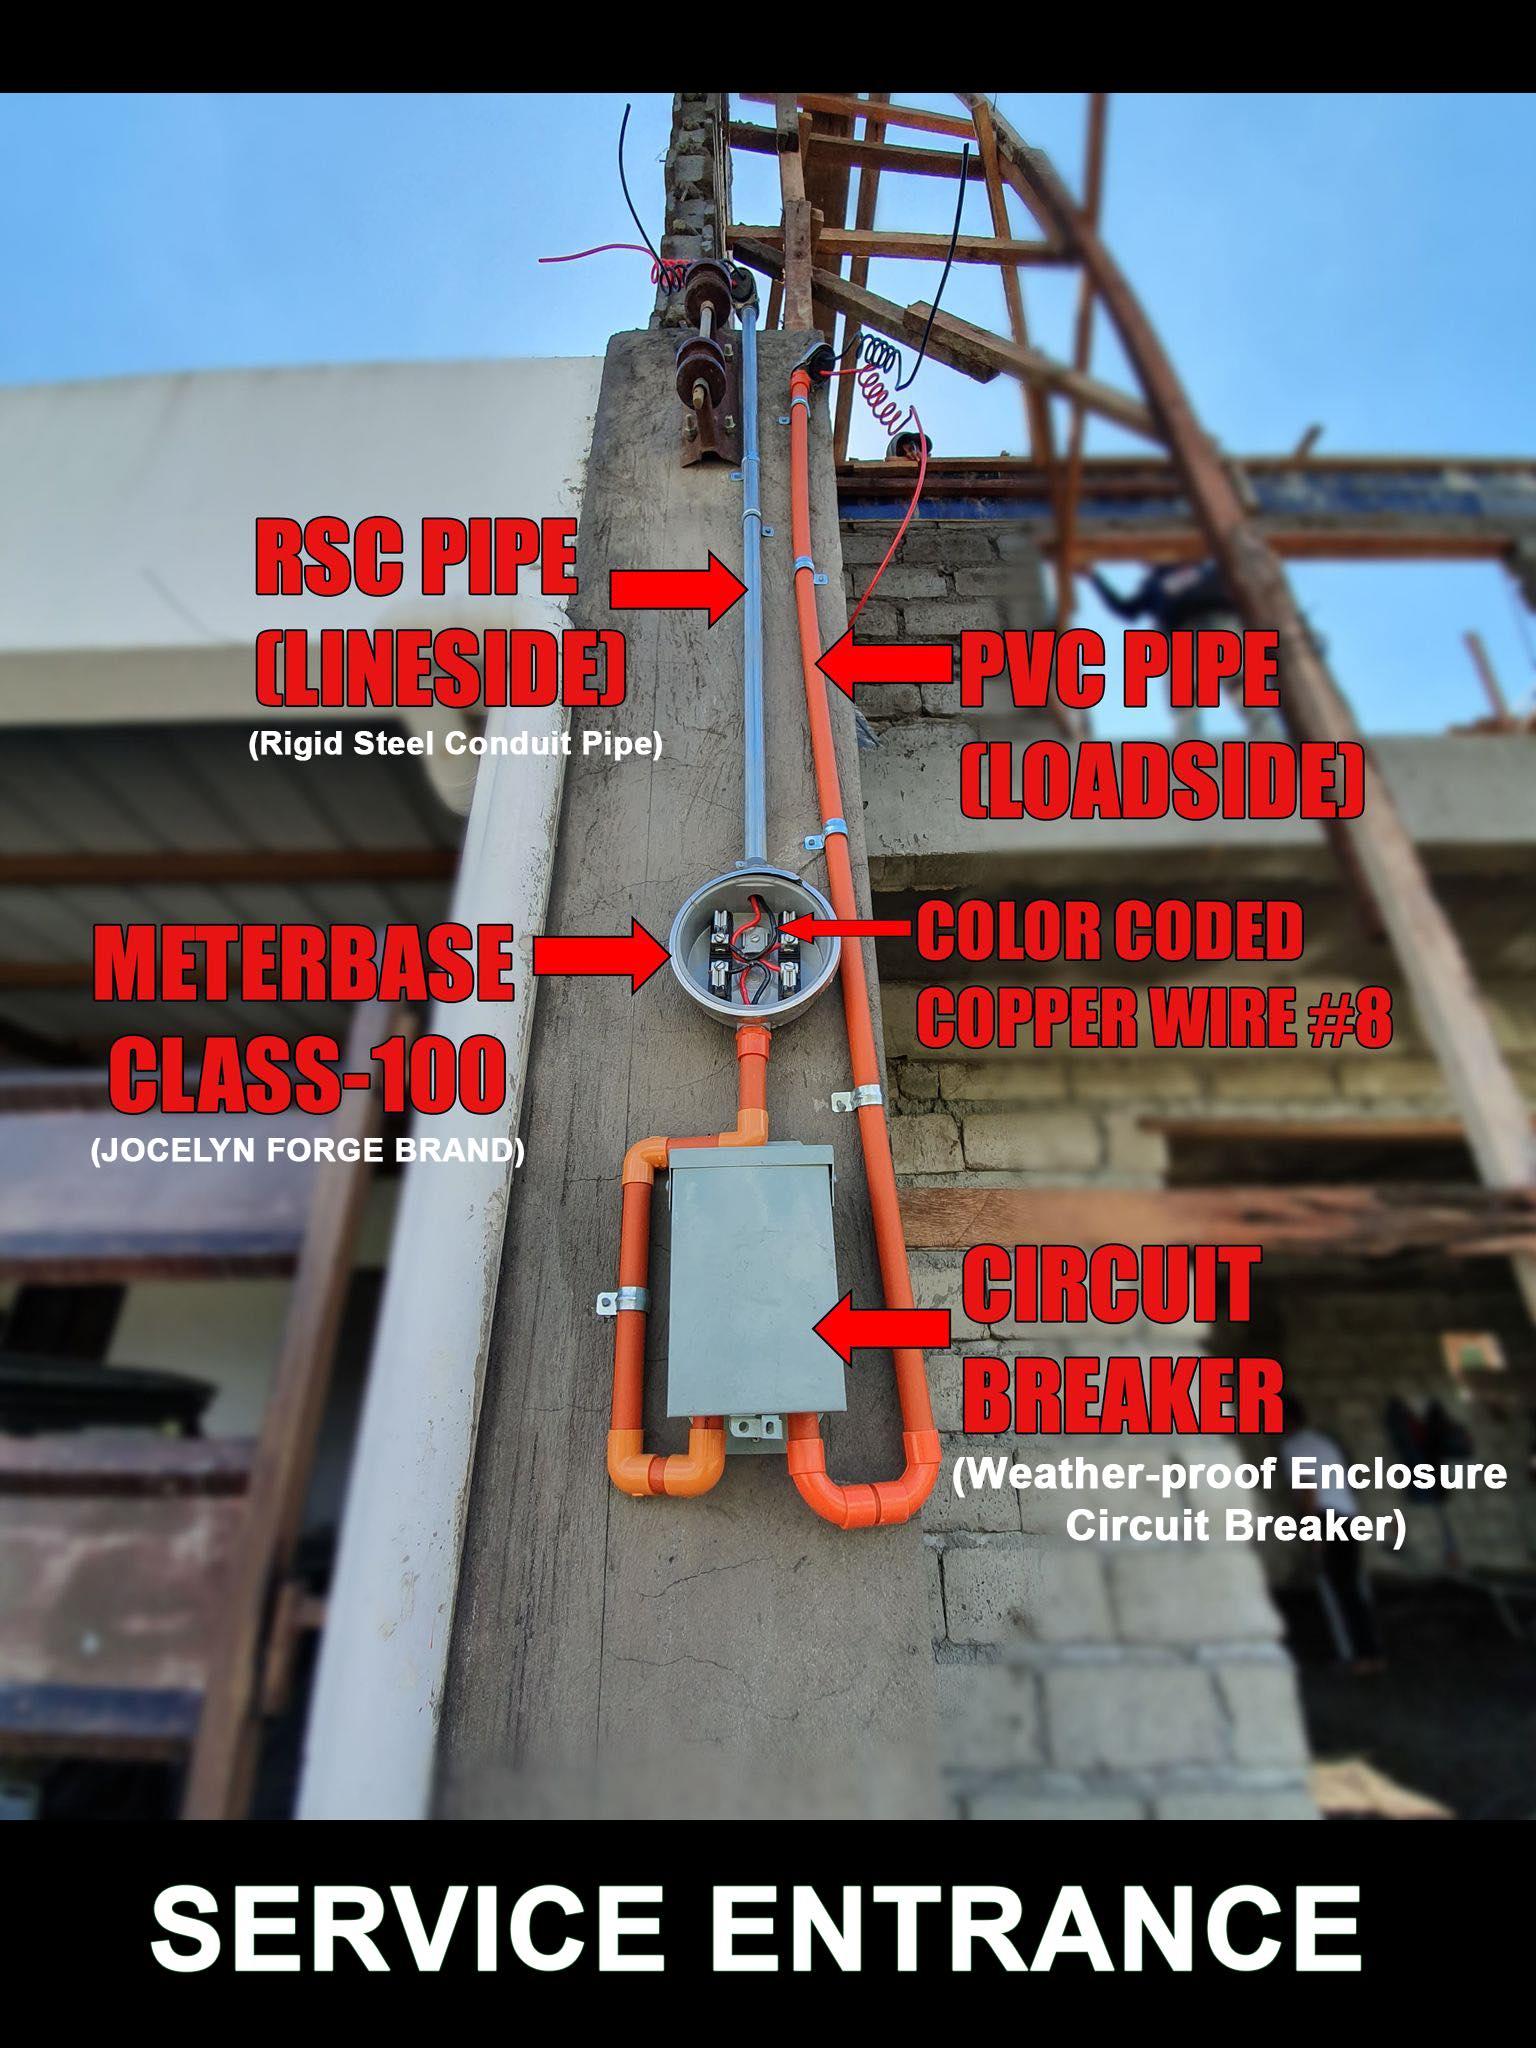 RSC PIPE
(LINESIDE)
(Rigid Steel Conduit Pipe)
PVC PIPE
(LOADSIDE)
METERBASE
CLASS-100
(JOCELYN FORGE BRAND)
COLOR CODED
COPPER WIRE #8
CIRCUIT
BREAKER
(Weather-proof Enclosure
Circuit Breaker)
SERVICE ENTRANCE